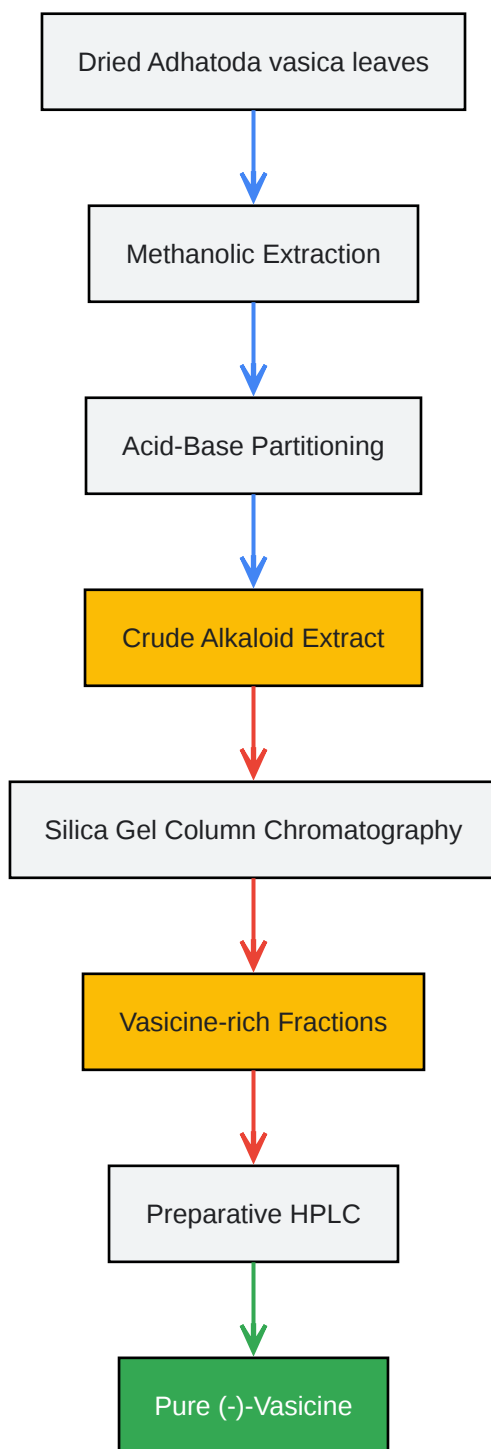 Dried Adhatoda vasica leaves
Methanolic Extraction
Acid-Base Partitioning
Crude Alkaloid Extract
Silica Gel Column Chromatography
Vasicine-rich Fractions
Preparative HPLC
Pure (-)-Vasicine